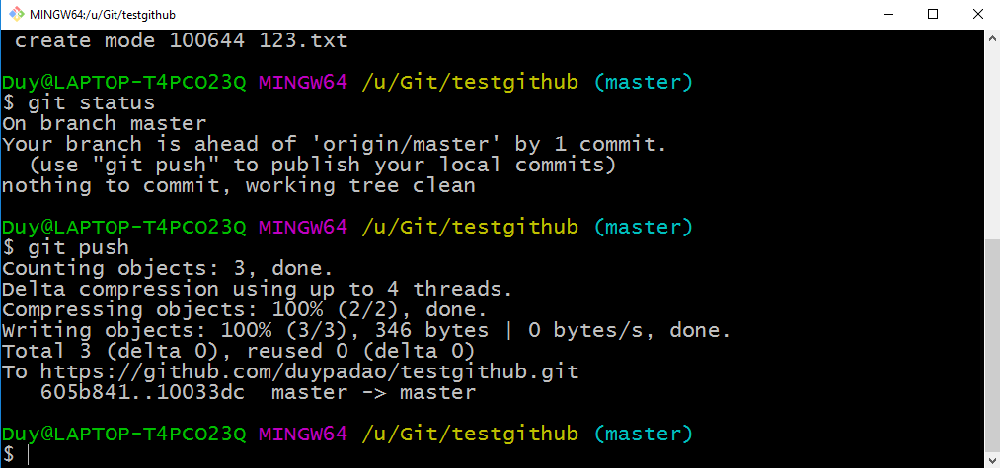 MINGW64:/u/Git/testgithub
create mode 100644 123.txt
Duy@LAPTOP-T4PCO23Q MINGW64 /u/Git/testgithub (master)
$ git status
On branch master
Your branch is ahead of 'origin/master' by 1 commit.
(use "git push" to publish your local commits)
nothing to commit, working tree clean
Duy@LAPTOP-T4PCO23Q MINGW64 /u/Git/testgithub (master)
$ git push
Counting objects: 3, done.
Delta compression using up to 4 threads.
Compressing objects: 100% (2/2), done.
Writing objects: 100% (3/3), 346 bytes | 0 bytes/s, done.
Total 3 (delta 0), reused 0 (delta 0)
To https://github.com/duypadao/testgithub.git
605b841..10033dc  master -> master
Duy@LAPTOP-T4PCO23Q MINGW64 /u/Git/testgithub (master)
$